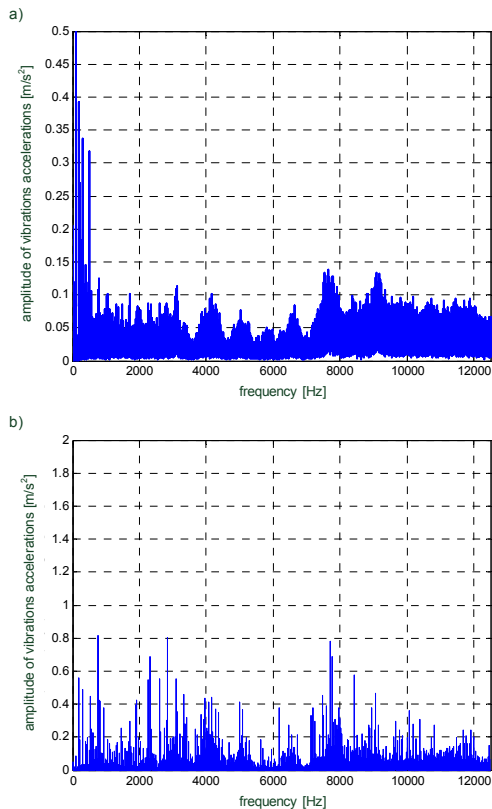 a)
0.5
0.45
0.4
0.35
0.3
0.25
0.2
0.15
0.1
0.05
0
amplitude of vibrations accelerations [m/s²]
0 2000 4000 6000 8000 10000 12000
frequency [Hz]
b)
2
1.8
1.6
1.4
1.2
1
0.8
0.6
0.4
0.2
0
amplitude of vibrations accelerations [m/s²]
0 2000 4000 6000 8000 10000 12000
frequency [Hz]